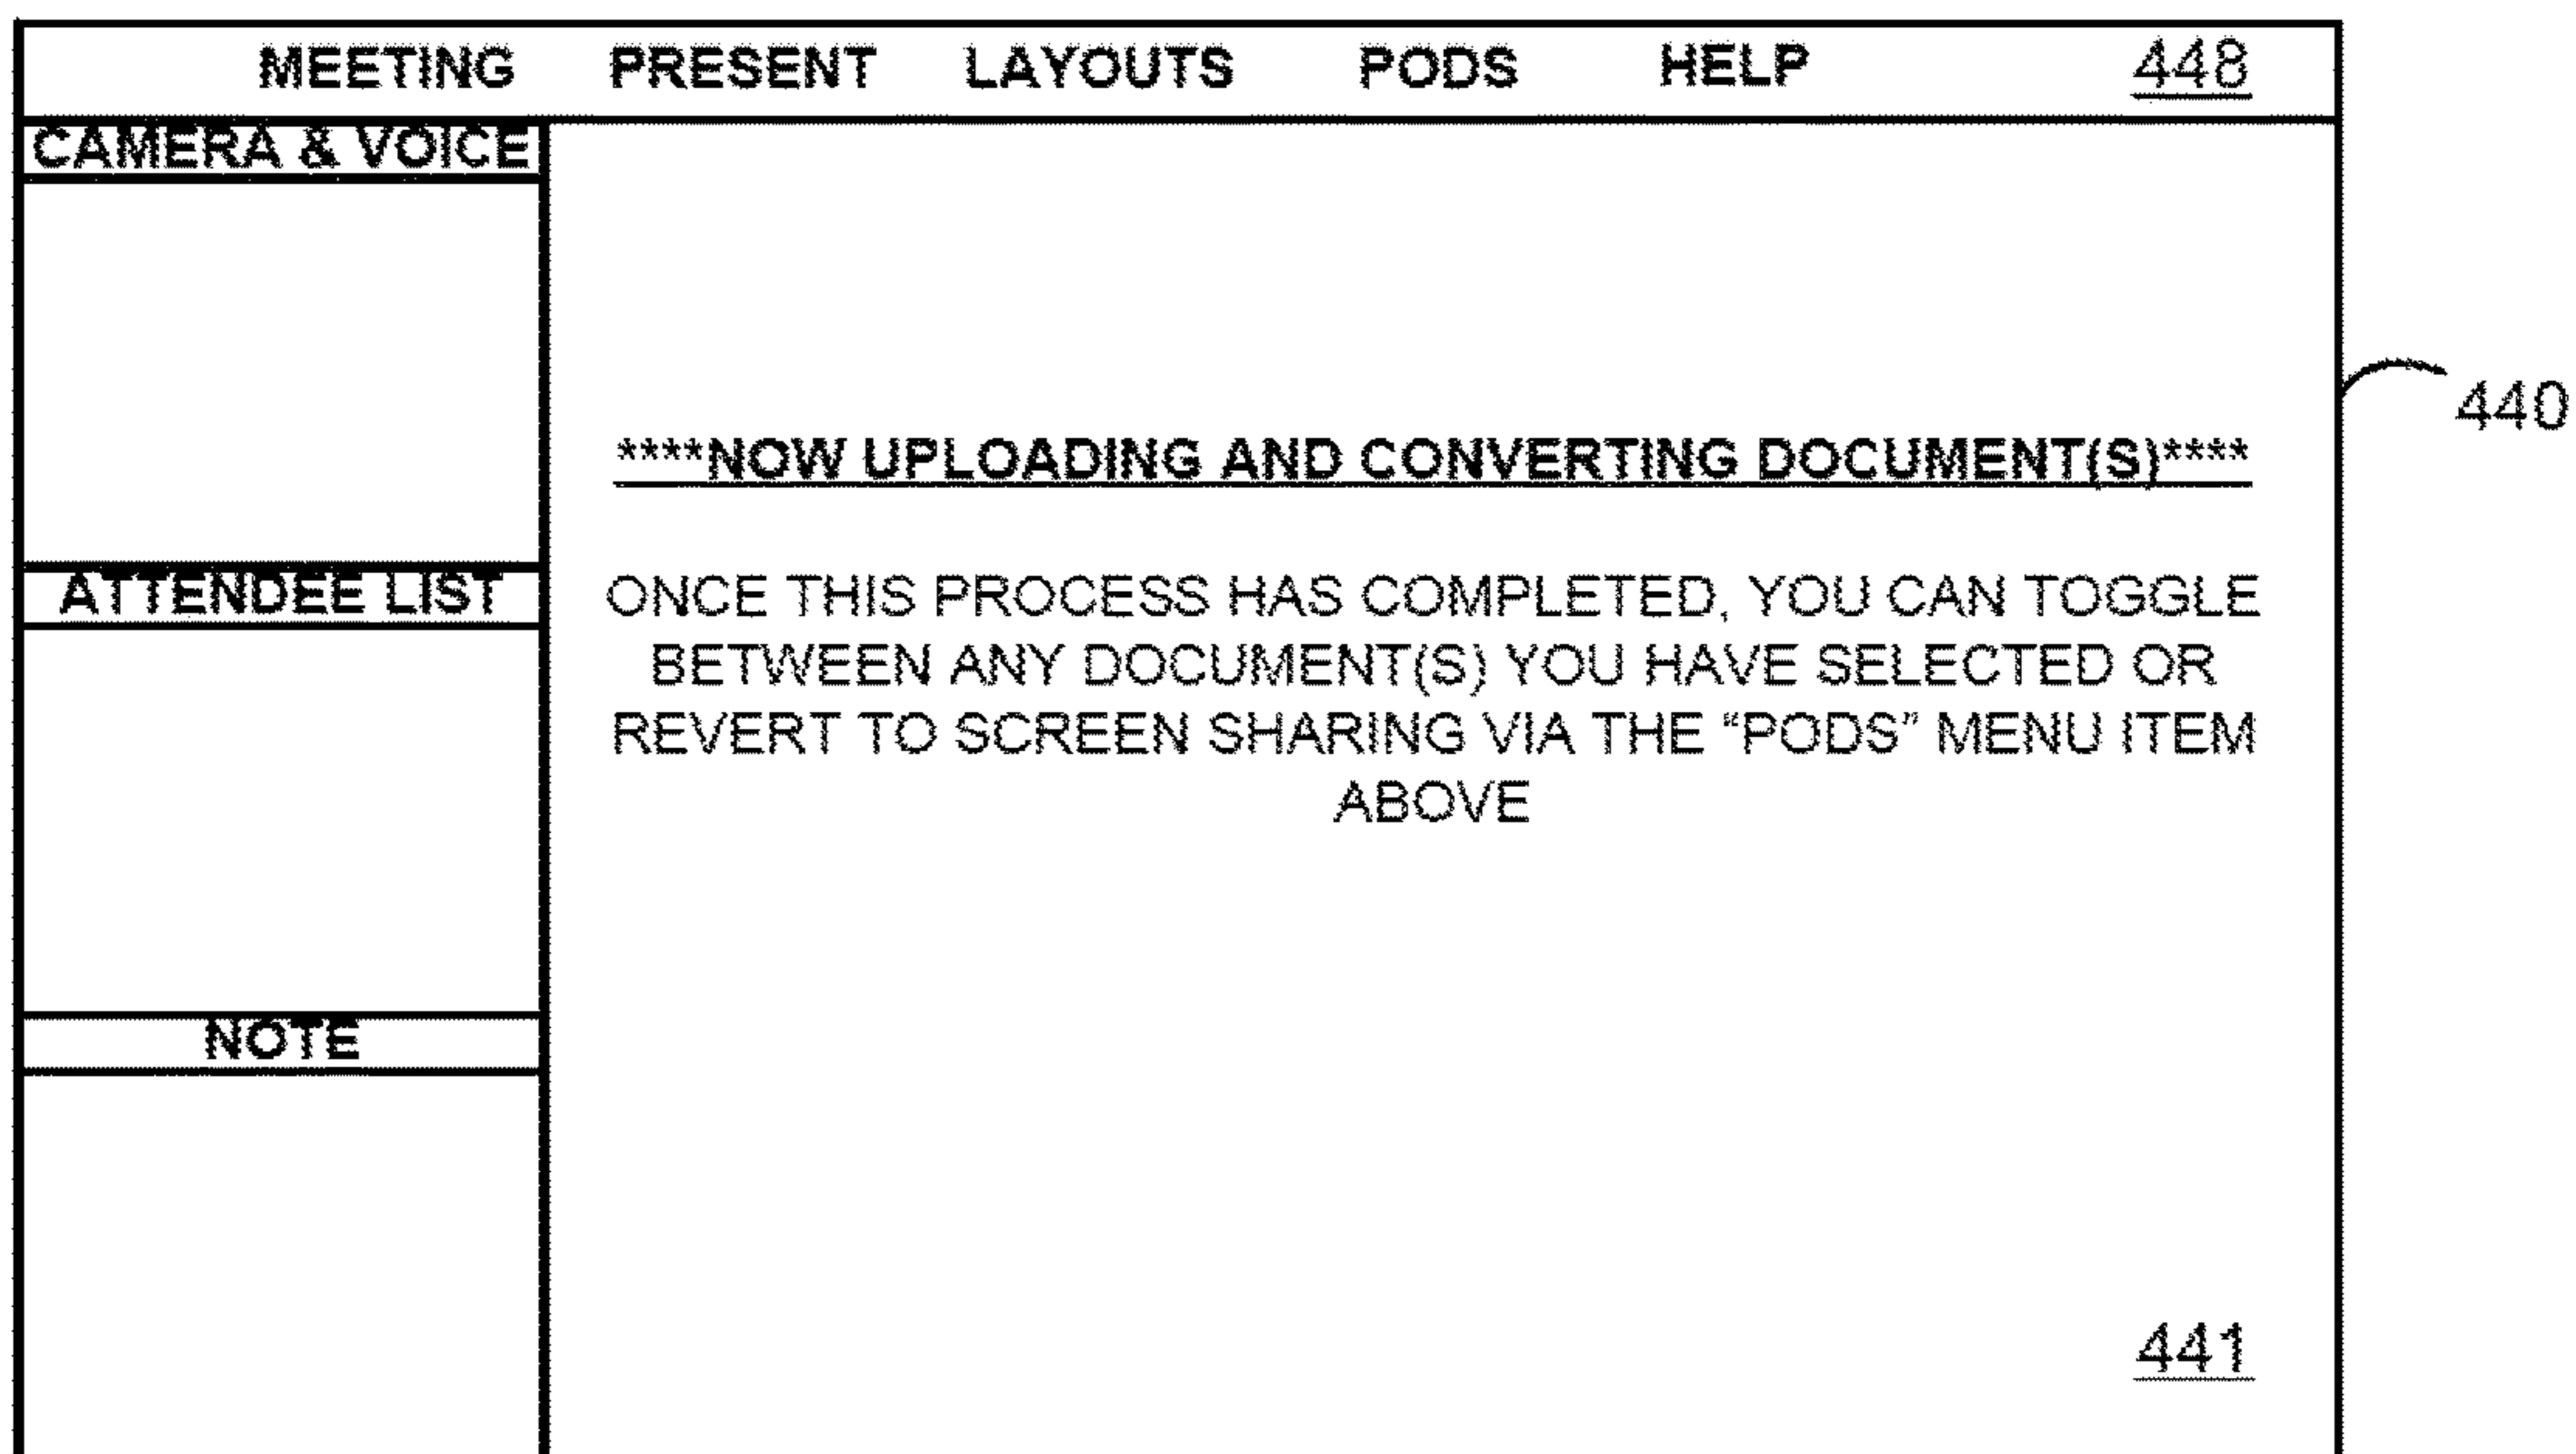 MEETING PRESENT LAYOUTS PODS HELP 448
CAMERA & VOICE
ATTENDEE LIST
NOTE
****NOW UPLOADING AND CONVERTING DOCUMENT(S)****
ONCE THIS PROCESS HAS COMPLETED, YOU CAN TOGGLE
BETWEEN ANY DOCUMENT(S) YOU HAVE SELECTED OR
REVERT TO SCREEN SHARING VIA THE “PODS” MENU ITEM
ABOVE
441
440